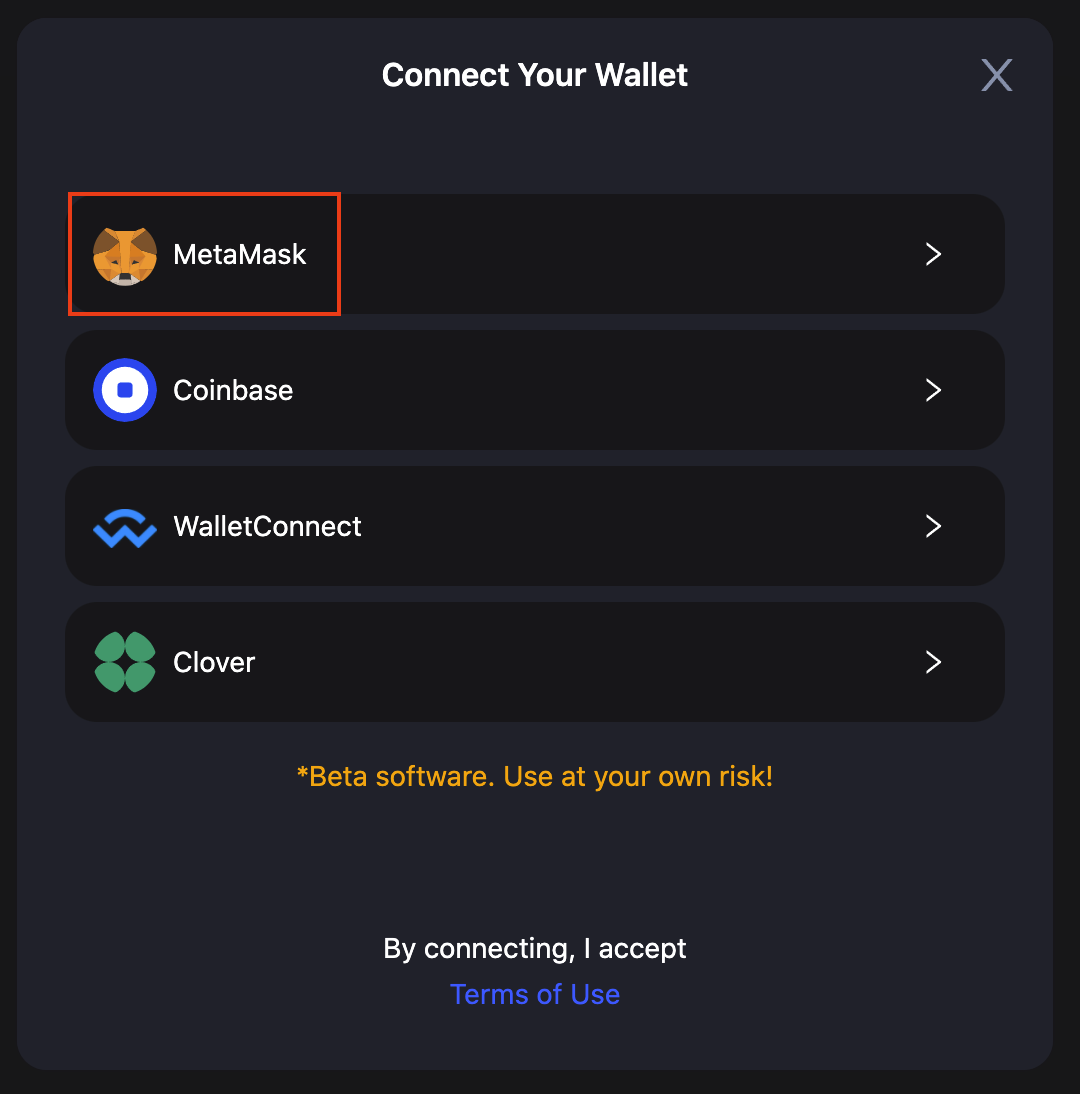 Connect Your Wallet
MetaMask
Coinbase
WalletConnect
Clover
*Beta software. Use at your own risk!
By connecting, I accept
Terms of Use